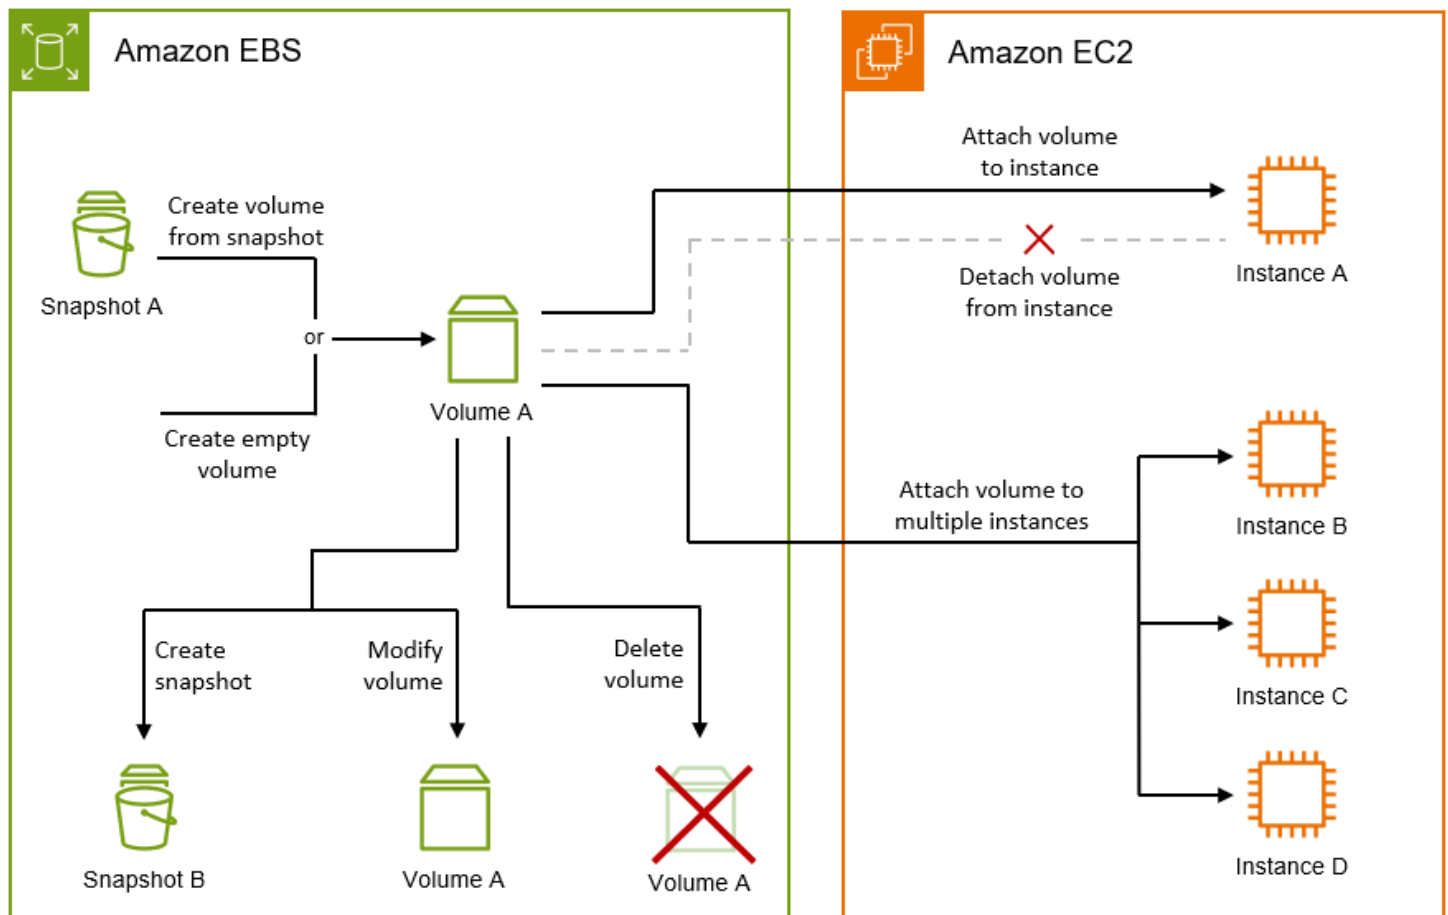 Amazon EBS
Amazon EC2
Attach volume
to instance
Create volume
from snapshot
Snapshot A
Detach volume
from instance
Instance A
or
Volume A
Create empty
volume
Attach volume to
multiple instances
Instance B
Create
snapshot
Modify
volume
Delete
volume
Instance C
Snapshot B
Volume A
Volume A
Instance D